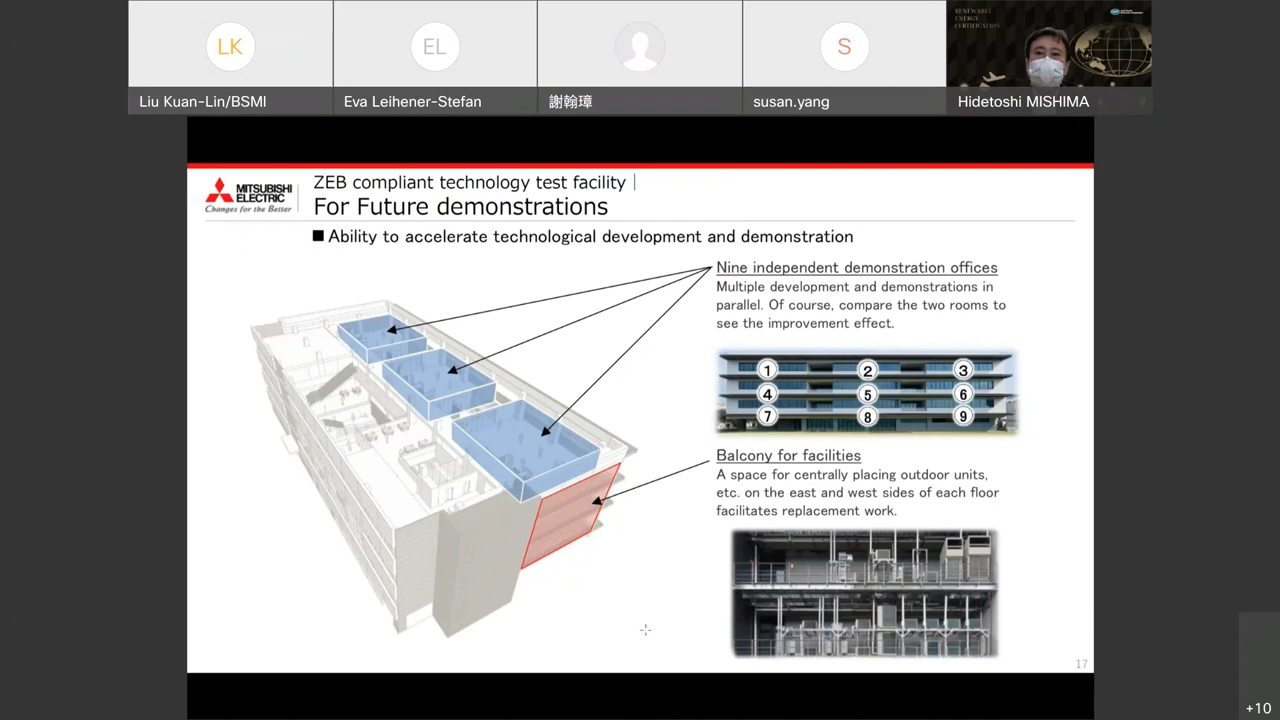 LK
EL
S
RENEWABLE
ENERGY
CERTIFICATION
Liu Kuan-Lin/BSMI
Eva Leihener-Stefan
謝翰璋
susan.yang
Hidetoshi MISHIMA
MITSUBISHI
ELECTRIC
Changes for the Better
ZEB compliant technology test facility
For Future demonstrations
■ Ability to accelerate technological development and demonstration
Nine independent demonstration offices
Multiple development and demonstrations in
parallel. Of course, compare the two rooms to
see the improvement effect.
1 2 3
4 5 6
7 8 9
Balcony for facilities
A space for centrally placing outdoor units,
etc. on the east and west sides of each floor
facilitates replacement work.
17
+10